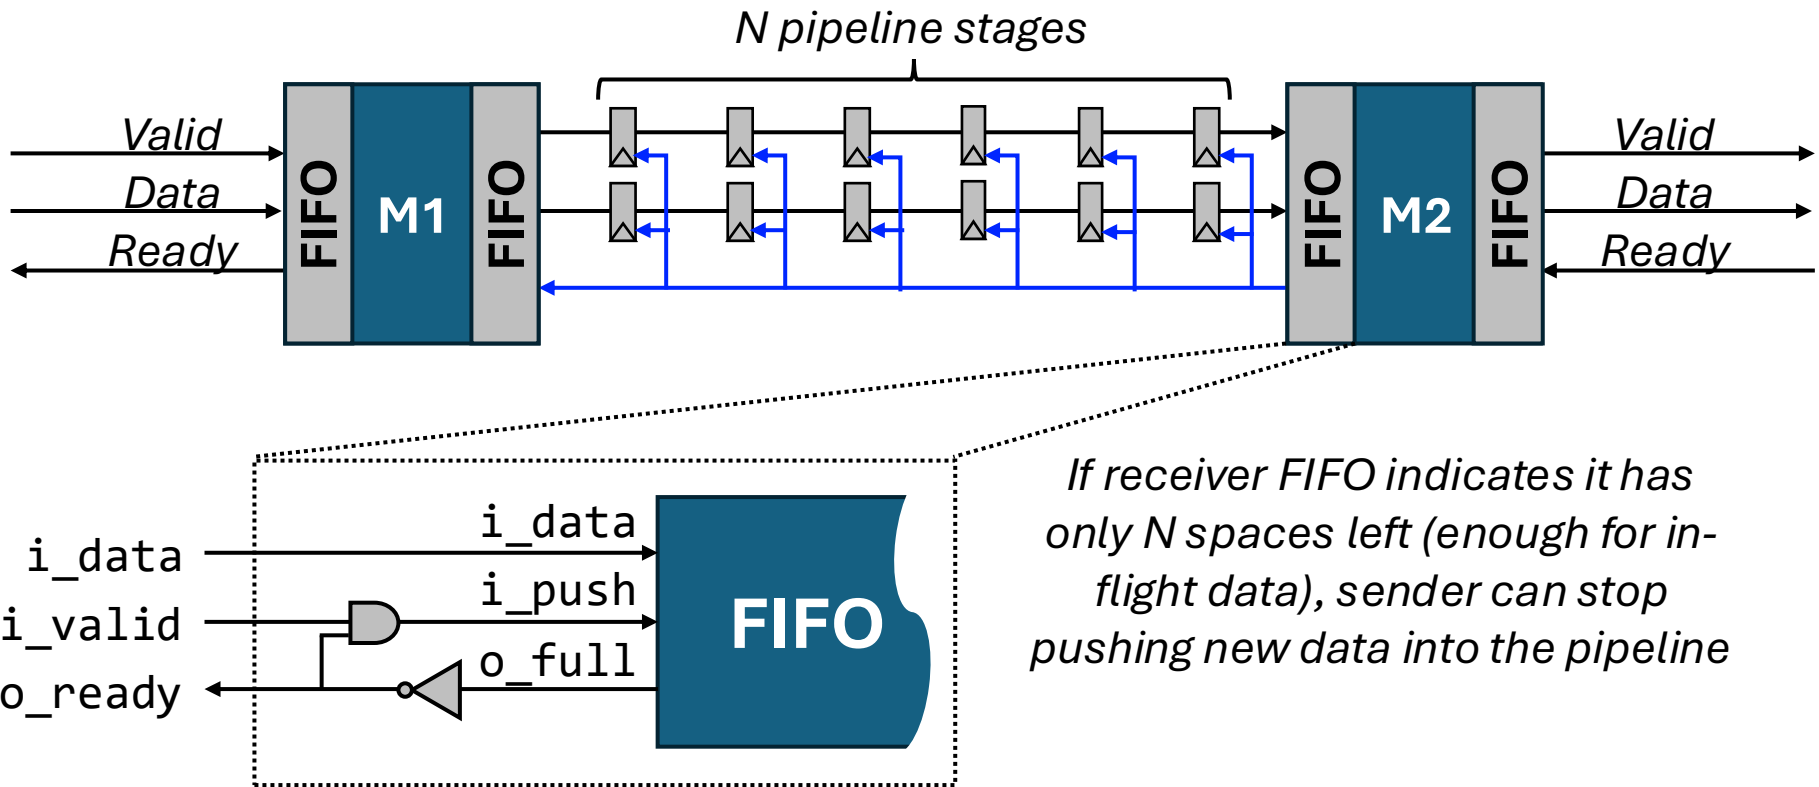 N pipeline stages
Valid
Data
Ready
FIFO
M1
FIFO
FIFO
M2
FIFO
Valid
Data
Ready
i_data
i_valid
o_ready
i_data
i_push
o_full
FIFO
If receiver FIFO indicates it has
only N spaces left (enough for in-
flight data), sender can stop
pushing new data into the pipeline